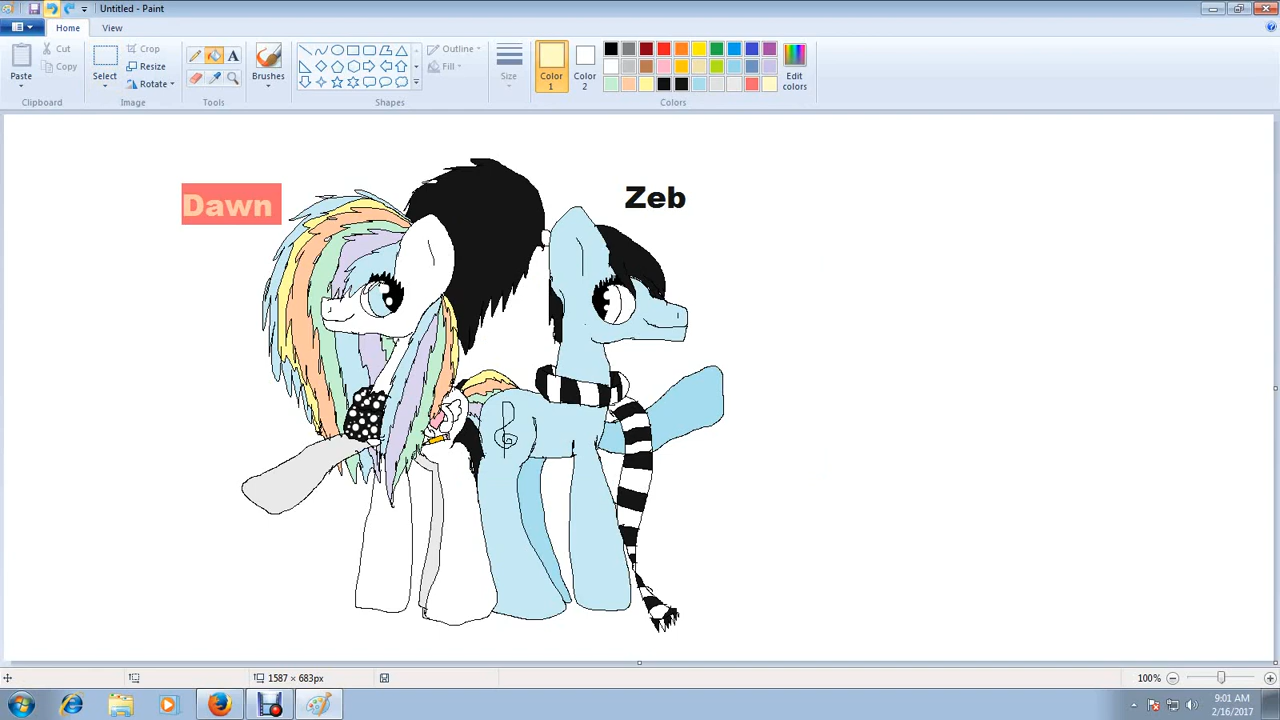 Untitled - Paint
Home
View
Paste
Cut
Copy
Clipboard
Select
Crop
Resize
Rotate
Image
Tools
Brushes
Outline
Fill
Shapes
Size
Color
1
Color
2
Edit
colors
Colors
Dawn
Zeb
1587 × 683px
100%
9:01 AM
2/16/2017